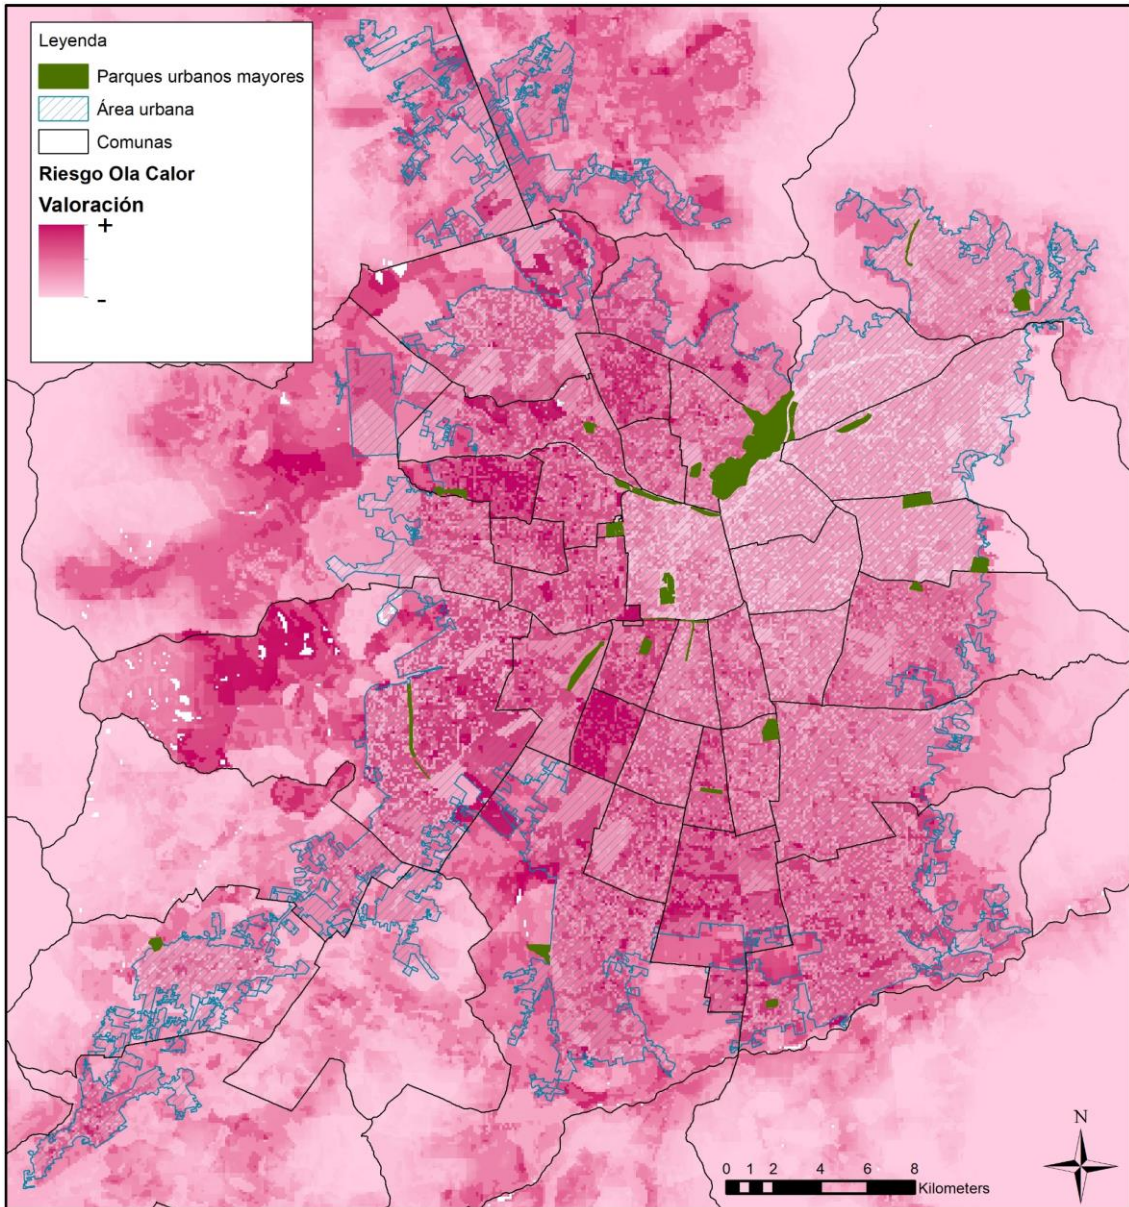 Leyenda
Parques urbanos mayores
Área urbana
Comunas
Riesgo Ola Calor
Valoración
+
-
N
0 1 2 4 6 8
Kilometers